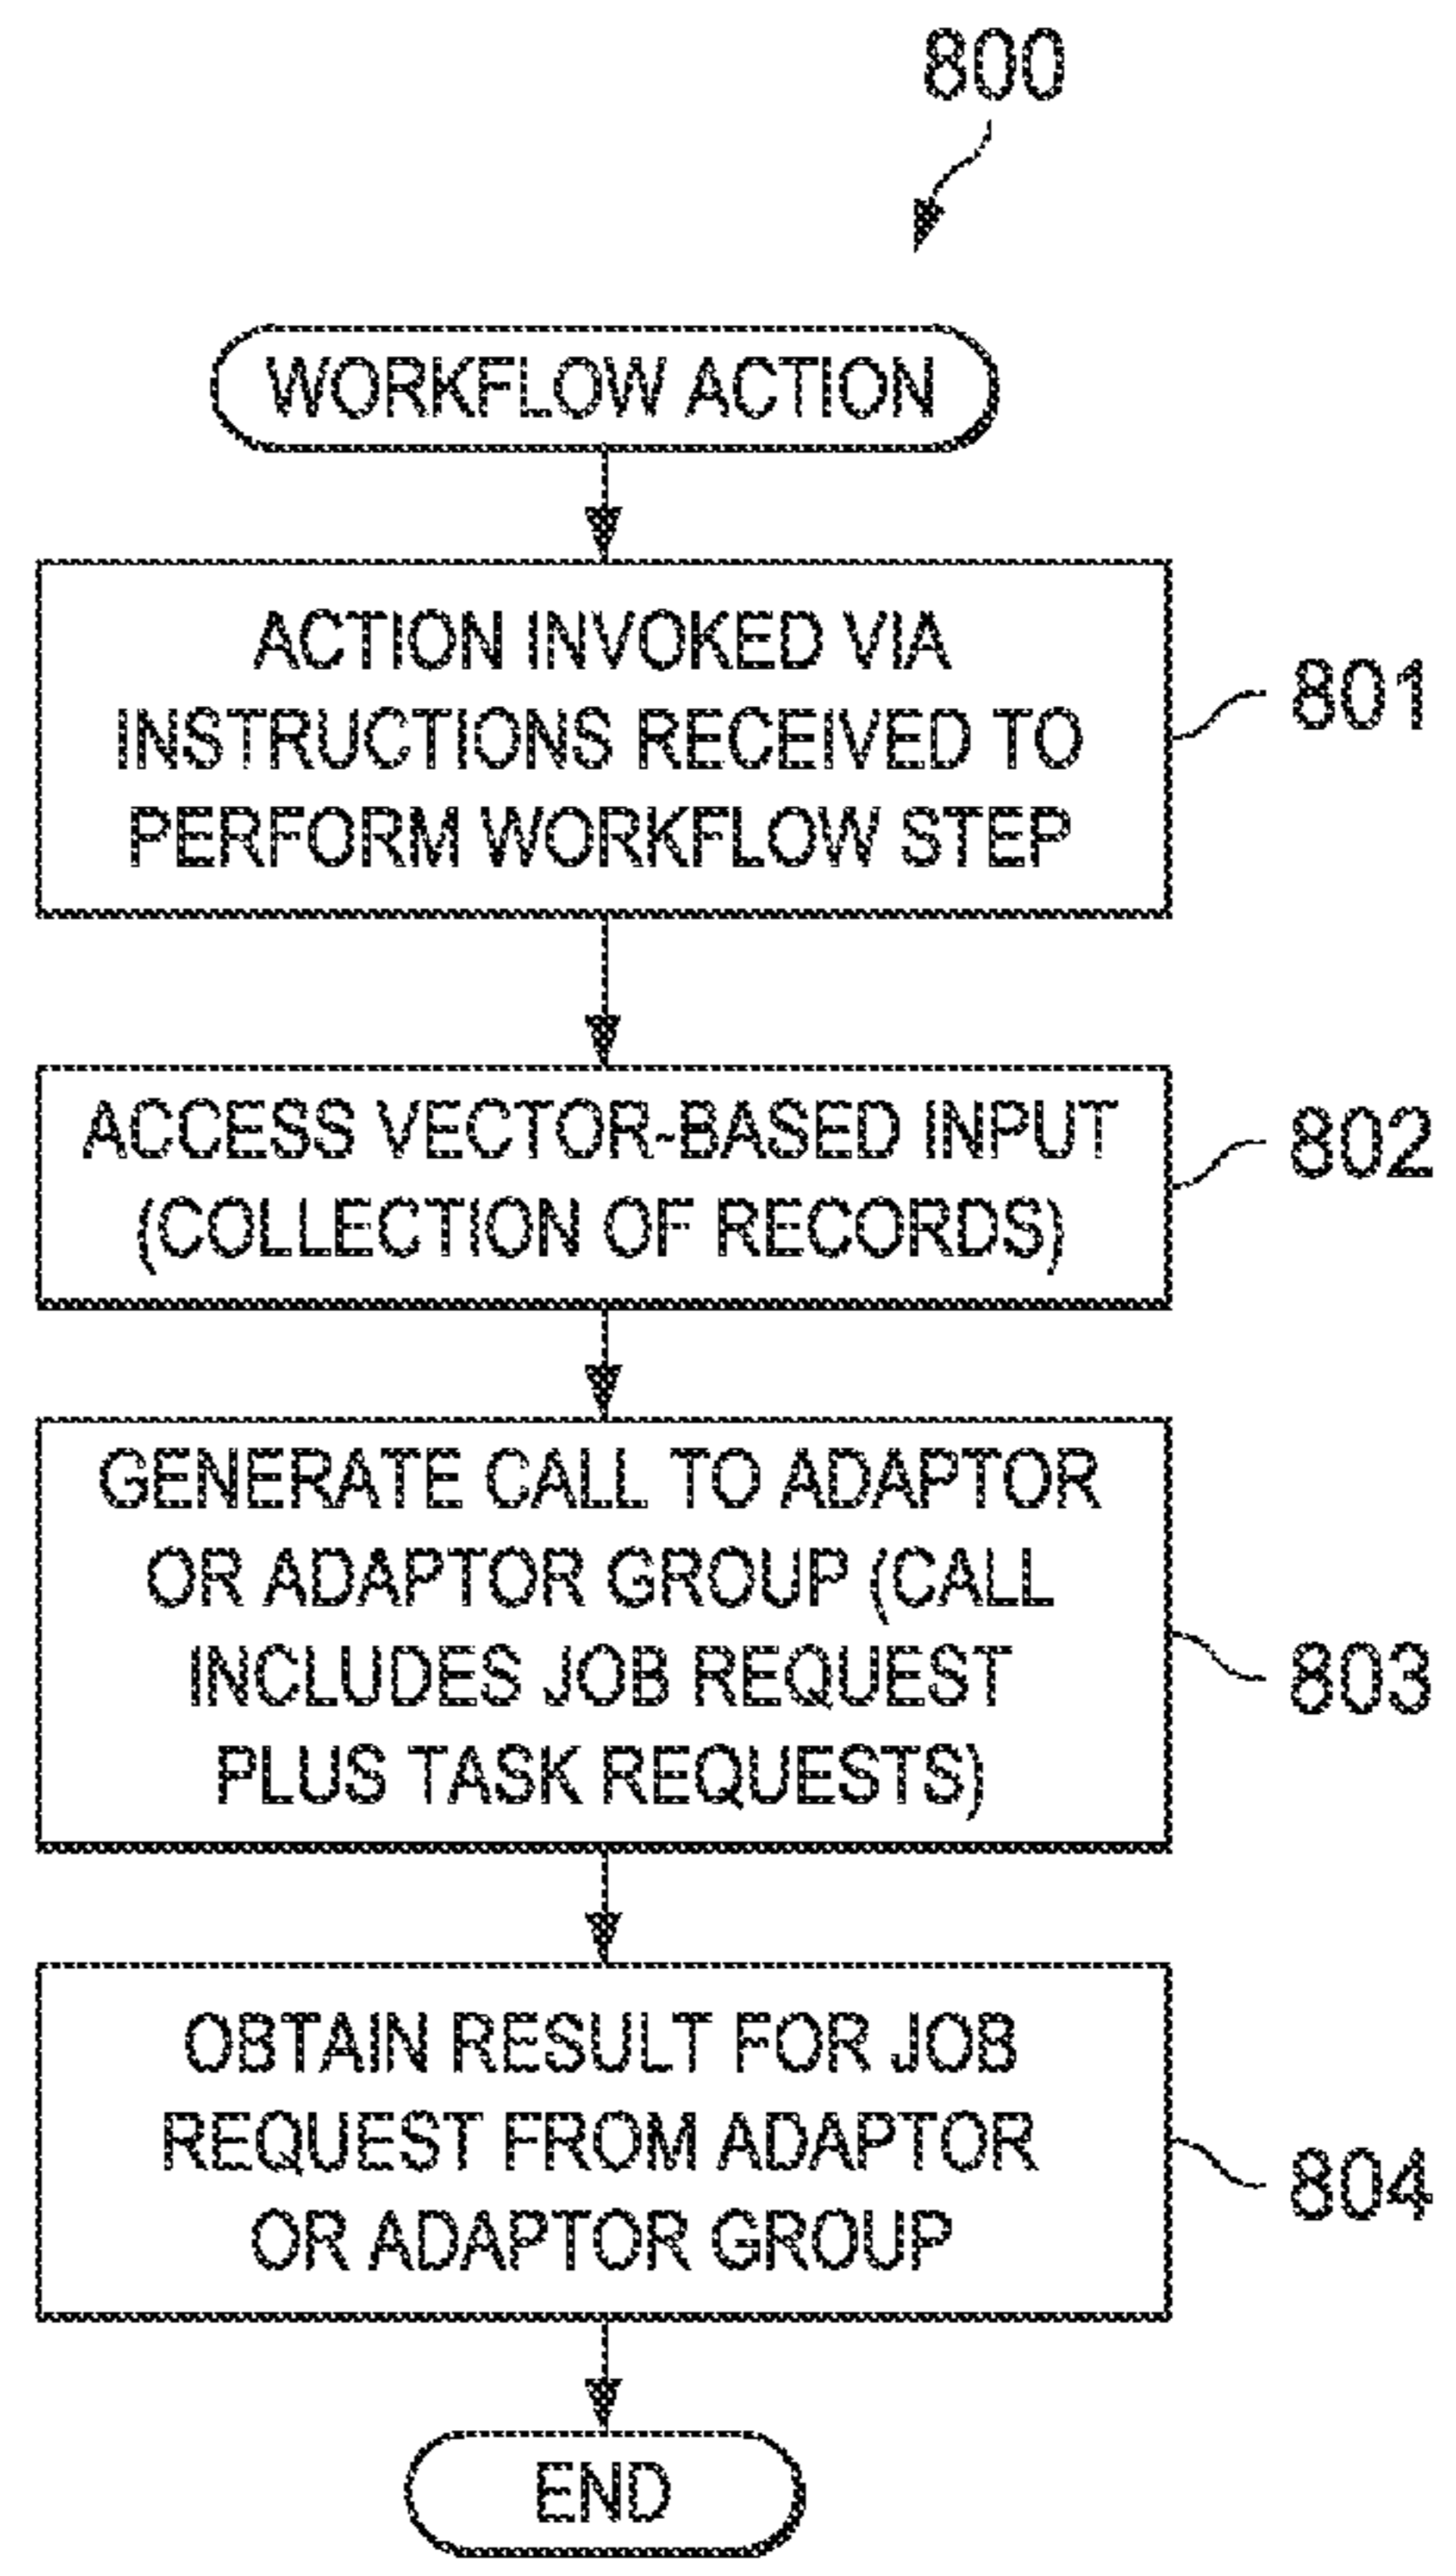 800
WORKFLOW ACTION
ACTION INVOKED VIA
INSTRUCTIONS RECEIVED TO
PERFORM WORKFLOW STEP
801
ACCESS VECTOR-BASED INPUT
(COLLECTION OF RECORDS)
802
GENERATE CALL TO ADAPTOR
OR ADAPTOR GROUP (CALL
INCLUDES JOB REQUEST
PLUS TASK REQUESTS)
803
OBTAIN RESULT FOR JOB
REQUEST FROM ADAPTOR
OR ADAPTOR GROUP
804
END